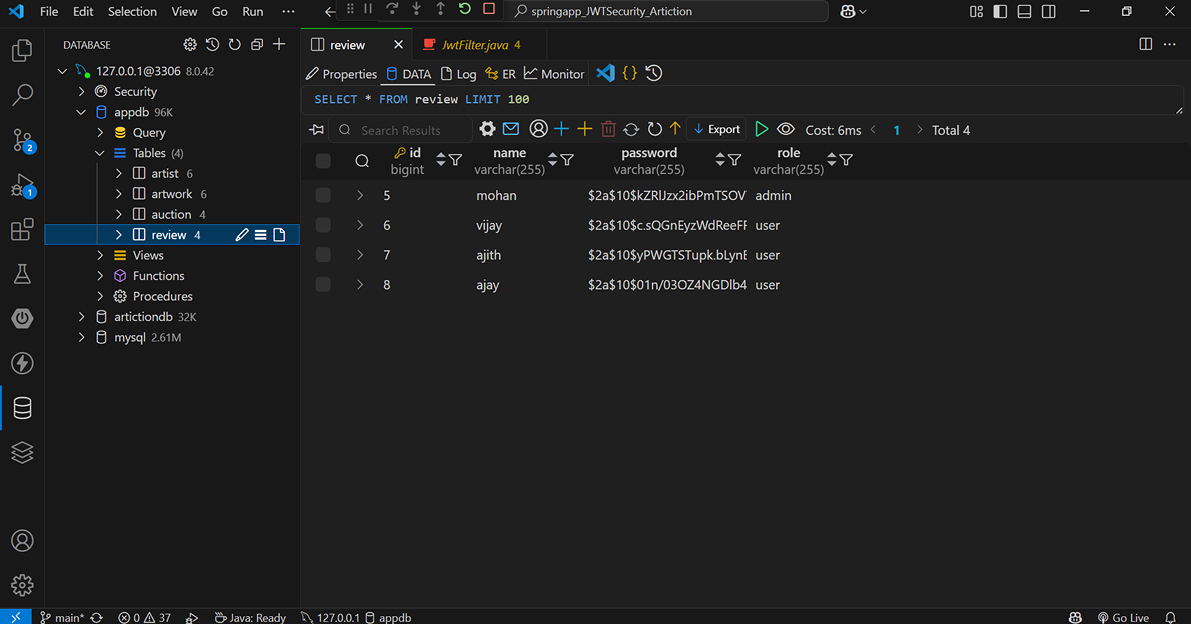 File Edit Selection View Go Run ··· springapp_JWTSecurity_Artiction
DATABASE
127.0.0.1@3306 8.0.42
Security
appdb 96K
Query
Tables (4)
artist 6
artwork 6
auction 4
review 4
Views
Functions
Procedures
artictiondb 32K
mysql 2.61M
2
1
review JwtFilter.java 4
Properties DATA Log ER Monitor
SELECT * FROM review LIMIT 100
Search Results Export Cost: 6ms 1 Total 4
id name password role
bigint varchar(255) varchar(255) varchar(255)
5 mohan $2a$10$kZRlJzx2ibPmTSOV admin
6 vijay $2a$10$c.sQGnEyzWdReeFF user
7 ajith $2a$10$yPWGTSTupk.bLynE user
8 ajay $2a$10$01n/03OZ4NGDlb4 user
main* 0 37 Java: Ready 127.0.0.1 appdb Go Live